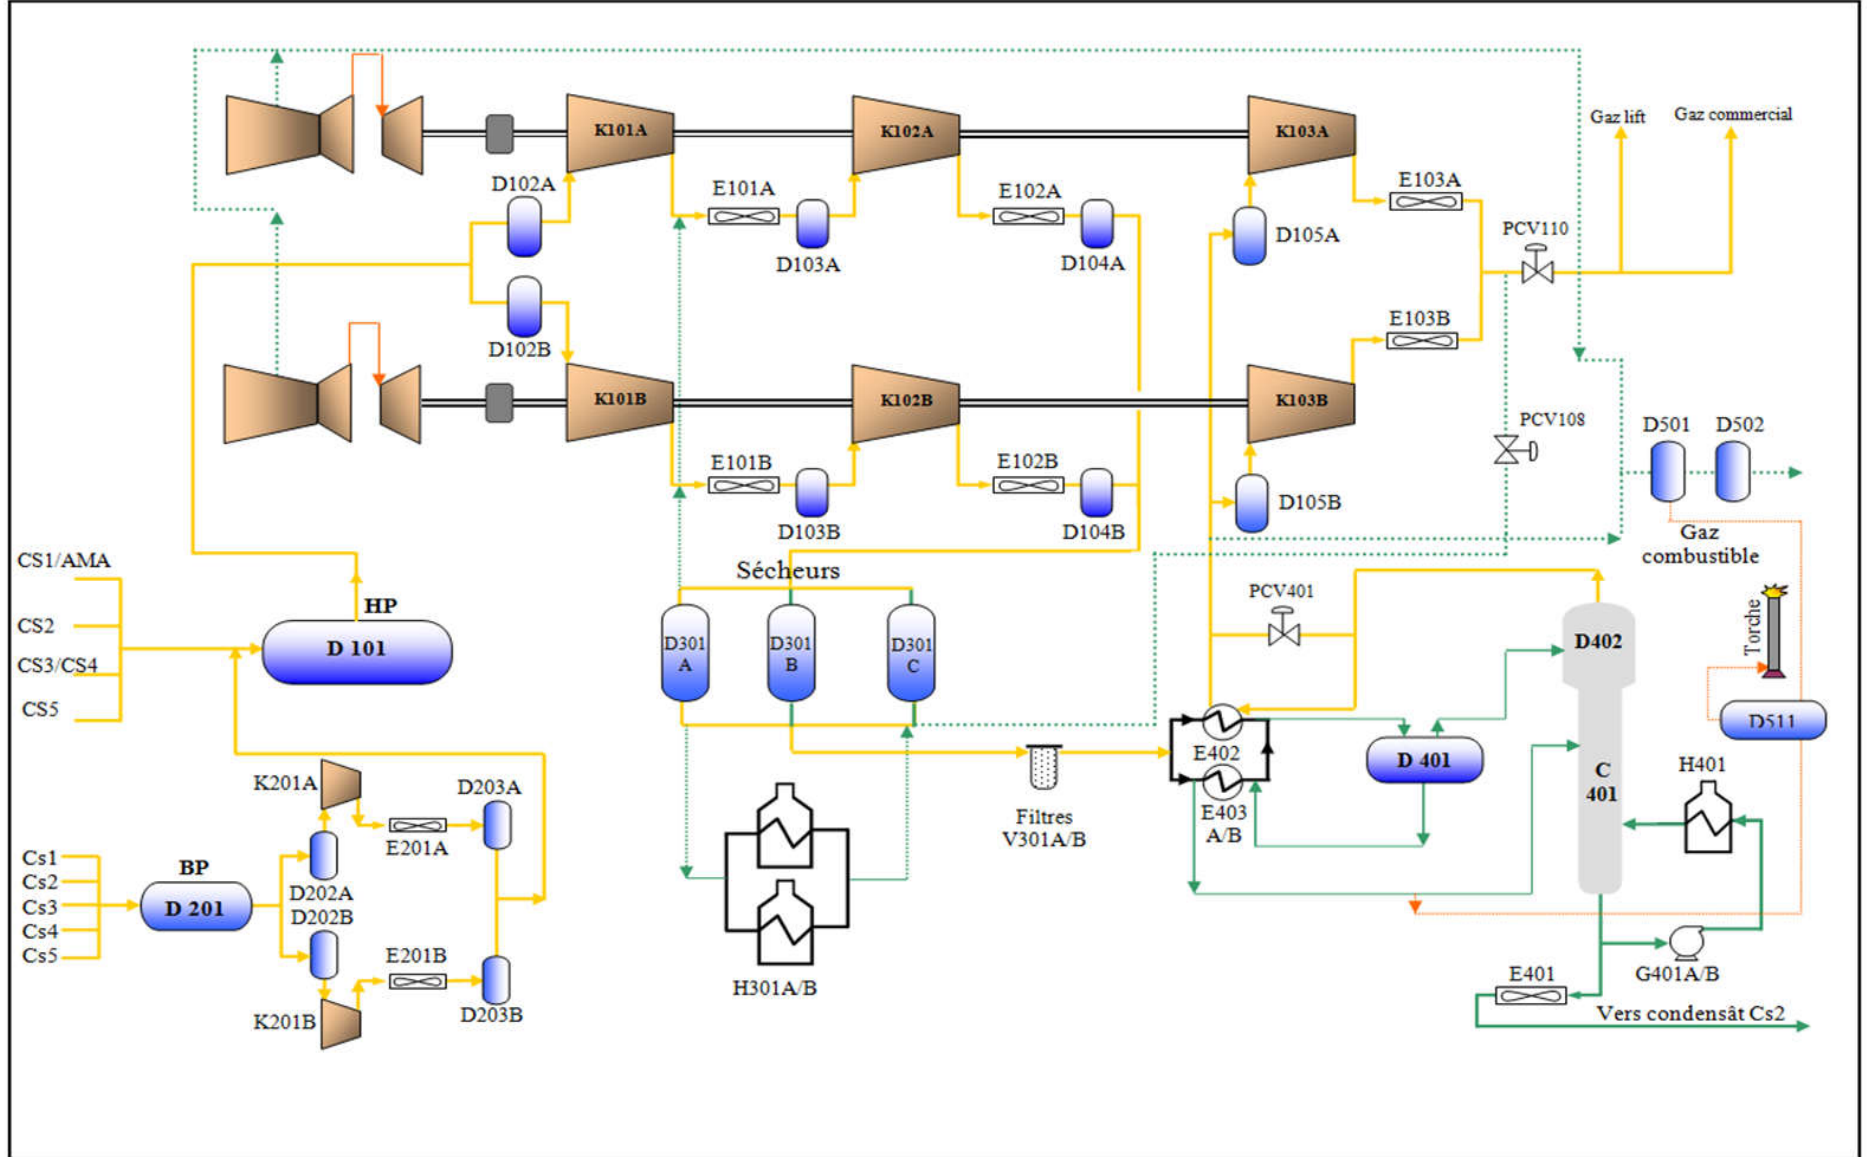 K101A
K102A
K103A
Gaz lift
Gaz commercial
D102A
E101A
E102A
E103A
D103A
D104A
D105A
PCV110
D102B
E103B
K101B
K102B
K103B
PCV108
D501
D502
E101B
E102B
D105B
D103B
D104B
Gaz
combustible
CS1/AMA
CS2
CS3/CS4
CS5
HP
D 101
Sécheurs
D301
A
D301
B
D301
C
PCV401
D402
Torche
D511
E402
E403
A/B
D 401
C
401
H401
Filtres
V301A/B
K201A
D203A
E201A
Cs1
Cs2
Cs3
Cs4
Cs5
BP
D 201
D202A
D202B
E201B
K201B
D203B
H301A/B
G401A/B
E401
Vers condensât Cs2